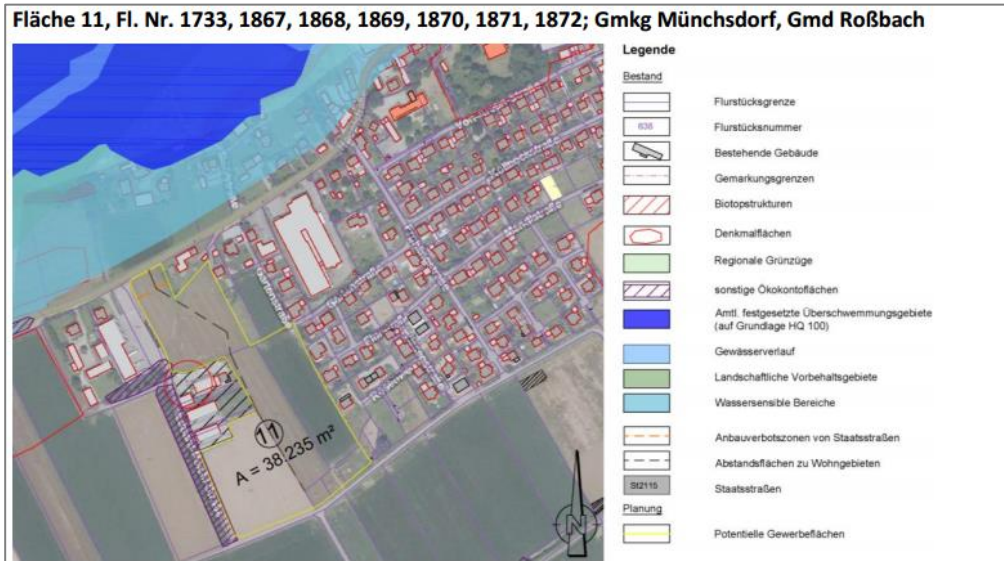 Fläche 11, Fl. Nr. 1733, 1867, 1868, 1869, 1870, 1871, 1872; Gmkg Münchsdorf, Gmd Roßbach
11
A = 38.235 m²
N
Legende
Bestand
Flurstücksgrenze
638
Flurstücksnummer
Bestehende Gebäude
Gemarkungsgrenzen
Biotopstrukturen
Denkmalflächen
Regionale Grünzüge
sonstige Ökokontoflächen
Amtl. festgesetzte Überschwemmungsgebiete
(auf Grundlage HQ 100)
Gewässerverlauf
Landschaftliche Vorbehaltsgebiete
Wassersensible Bereiche
Anbauverbotszonen von Staatsstraßen
Abstandsflächen zu Wohngebieten
St2115
Staatsstraßen
Planung
Potentielle Gewerbeflächen